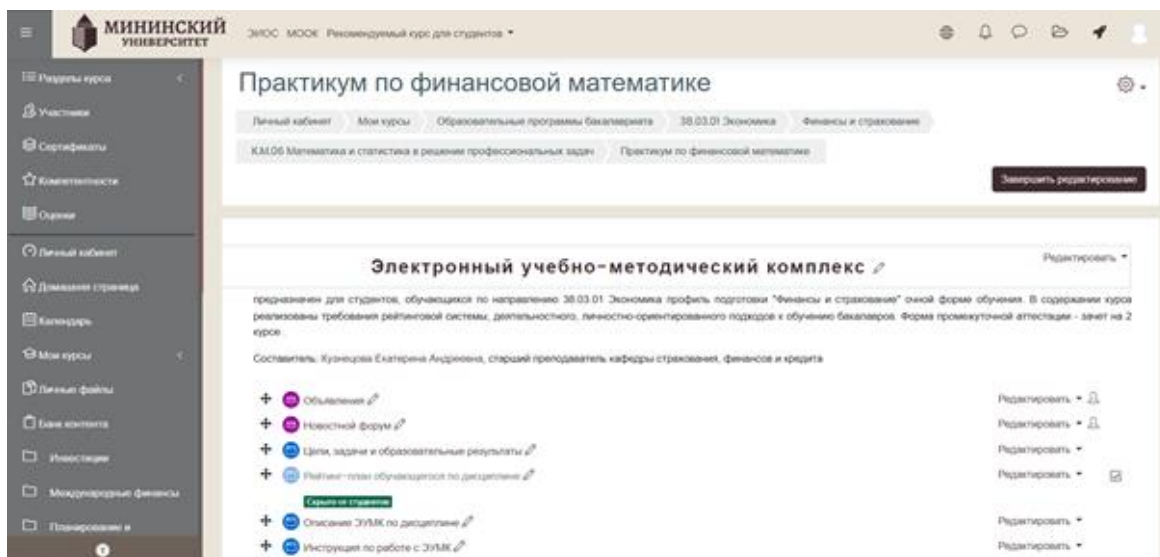 МИНИНСКИЙ
УНИВЕРСИТЕТ
ЭИОС МООК Рекомендуемый курс для студентов
Разделы курса
Участники
Сертификаты
Компетентности
Оценки
Личный кабинет
Домашняя страница
Календарь
Мои курсы
Личные файлы
Банк контента
Инвестиции
Международные финансы
Планирование и
Практикум по финансовой математике
Личный кабинет Мои курсы Образовательные программы бакалавриата 38.03.01 Экономика Финансы и страхование
К.М.06 Математика и статистика в решении профессиональных задач Практикум по финансовой математике
Завершить редактирование
Электронный учебно-методический комплекс
Редактировать
предназначен для студентов, обучающихся по направлению 38.03.01 Экономика профиль подготовки "Финансы и страхование" очной форме обучения. В содержании курса
реализованы требования рейтинговой системы, деятельностного, личностно-ориентированного подходов к обучению бакалавров. Форма промежуточной аттестации - зачет на 2
курсе.
Составитель: Кузнецова Екатерина Андреевна, старший преподаватель кафедры страхования, финансов и кредита
Объявления Редактировать
Новостной форум Редактировать
Цели, задачи и образовательные результаты Редактировать
Рейтинг-план обучающегося по дисциплине Редактировать
Скрыто от студентов
Описание ЭУМК по дисциплине Редактировать
Инструкция по работе с ЭУМК Редактировать